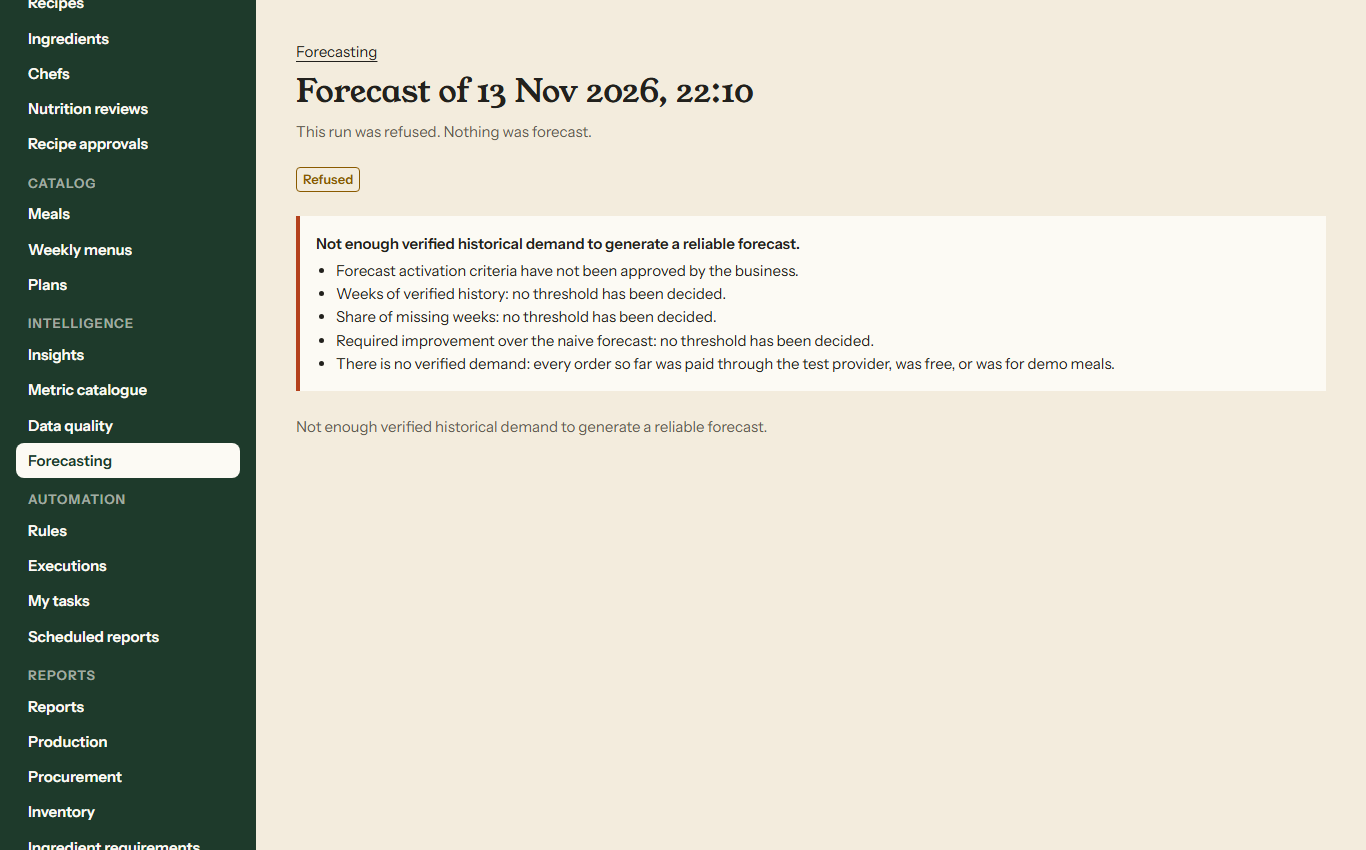 Recipes
Ingredients
Chefs
Nutrition reviews
Recipe approvals
CATALOG
Meals
Weekly menus
Plans
INTELLIGENCE
Insights
Metric catalogue
Data quality
Forecasting
AUTOMATION
Rules
Executions
My tasks
Scheduled reports
REPORTS
Reports
Production
Procurement
Inventory
Ingredient requirements
Forecasting
Forecast of 13 Nov 2026, 22:10
This run was refused. Nothing was forecast.
Refused
Not enough verified historical demand to generate a reliable forecast.
• Forecast activation criteria have not been approved by the business.
• Weeks of verified history: no threshold has been decided.
• Share of missing weeks: no threshold has been decided.
• Required improvement over the naive forecast: no threshold has been decided.
• There is no verified demand: every order so far was paid through the test provider, was free, or was for demo meals.
Not enough verified historical demand to generate a reliable forecast.